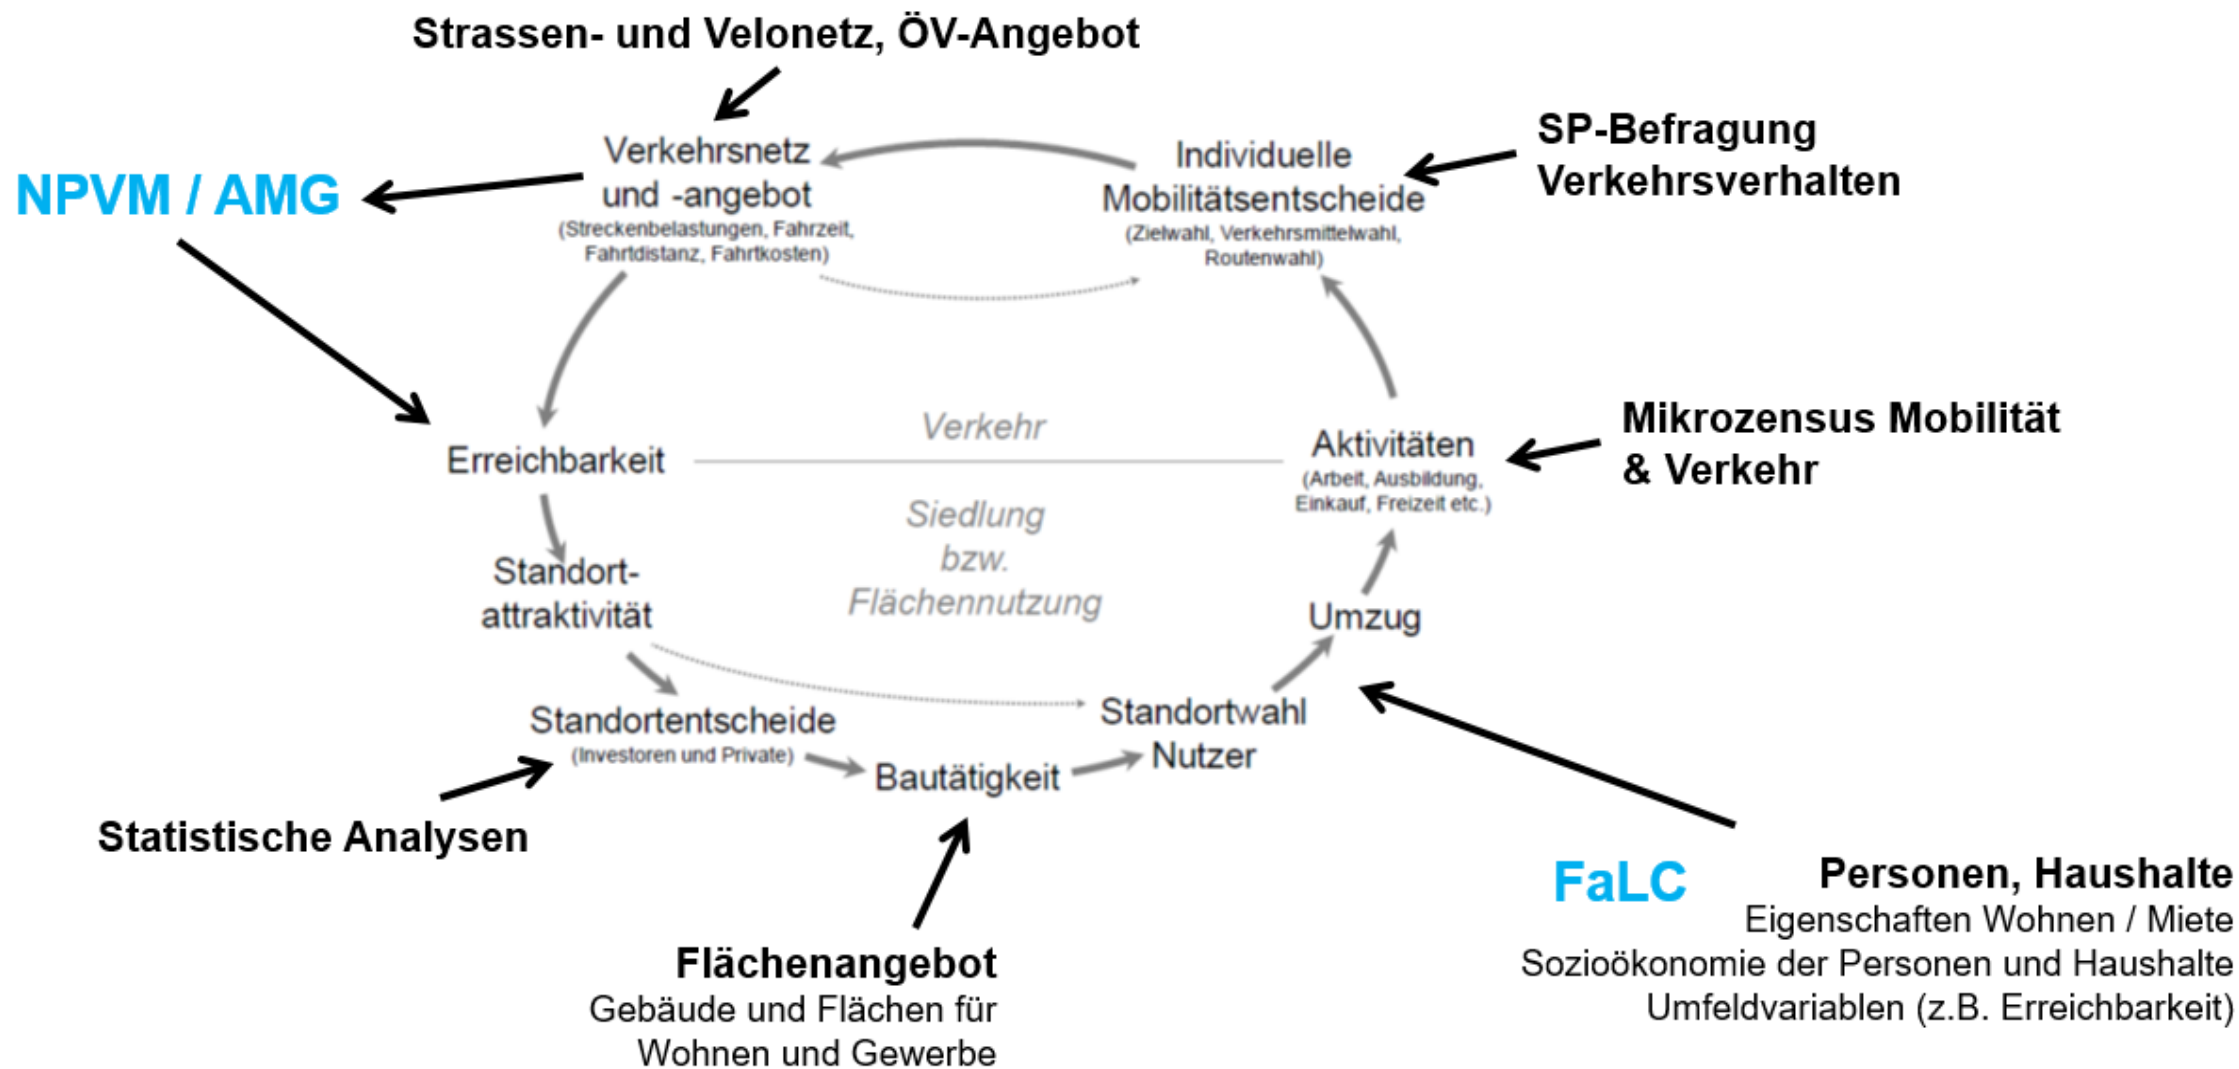 Strassen- und Velonetz, ÖV-Angebot
Verkehrsnetz
und -angebot
(Streckenbelastungen, Fahrzeit,
Fahrtdistanz, Fahrtkosten)
Individuelle
Mobilitätsentscheide
(Zielwahl, Verkehrsmittelwahl,
Routenwahl)
SP-Befragung
Verkehrsverhalten
NPVM / AMG
Erreichbarkeit
Verkehr
Aktivitäten
(Arbeit, Ausbildung,
Einkauf, Freizeit etc.)
Mikrozensus Mobilität
& Verkehr
Siedlung
bzw.
Flächennutzung
Standort-
attraktivität
Umzug
Standortentscheide
(Investoren und Private)
Bautätigkeit
Standortwahl
Nutzer
Statistische Analysen
Flächenangebot
Gebäude und Flächen für
Wohnen und Gewerbe
FaLC
Personen, Haushalte
Eigenschaften Wohnen / Miete
Sozioökonomie der Personen und Haushalte
Umfeldvariablen (z.B. Erreichbarkeit)